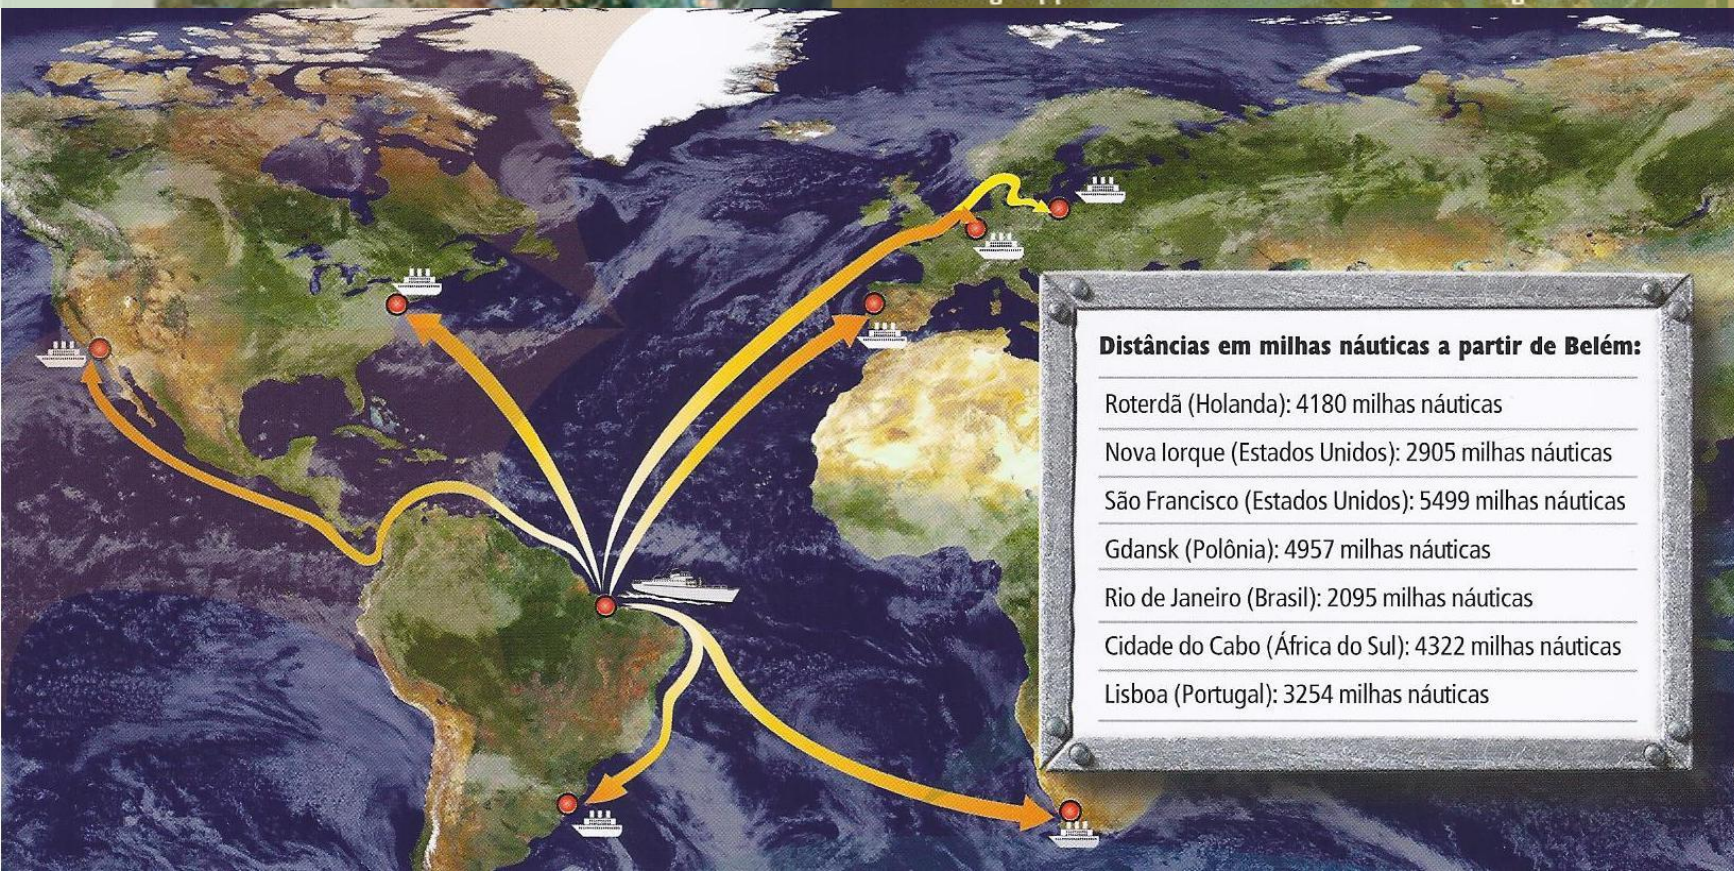 Distâncias em milhas náuticas a partir de Belém:
Roterdã (Holanda): 4180 milhas náuticas
Nova Iorque (Estados Unidos): 2905 milhas náuticas
São Francisco (Estados Unidos): 5499 milhas náuticas
Gdansk (Polônia): 4957 milhas náuticas
Rio de Janeiro (Brasil): 2095 milhas náuticas
Cidade do Cabo (África do Sul): 4322 milhas náuticas
Lisboa (Portugal): 3254 milhas náuticas